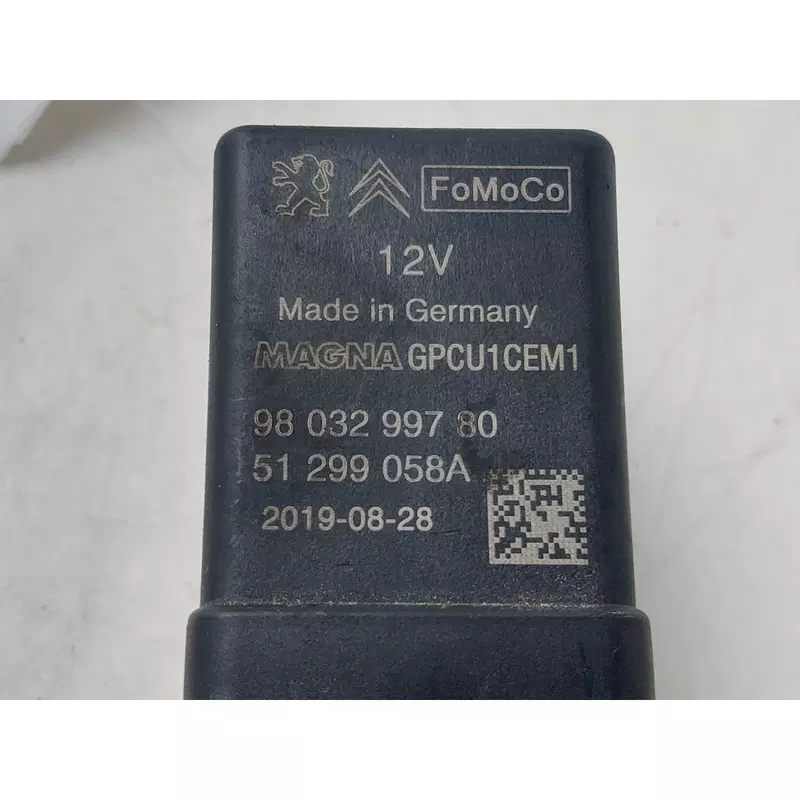 FoMoCo
12V
Made in Germany
MAGNA GPCU1CEM1
98 032 997 80
51 299 058A
2019-08-28